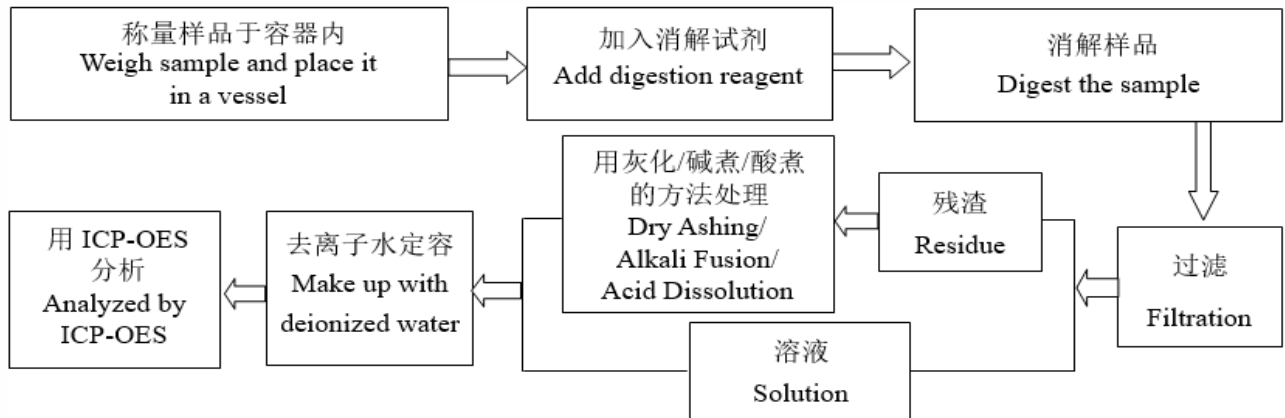 称量样品于容器内
Weigh sample and place it
in a vessel
加入消解试剂
Add digestion reagent
消解样品
Digest the sample
过滤
Filtration
残渣
Residue
用灰化/碱煮/酸煮
的方法处理
Dry Ashing/
Alkali Fusion/
Acid Dissolution
溶液
Solution
去离子水定容
Make up with
deionized water
用 ICP-OES
分析
Analyzed by
ICP-OES